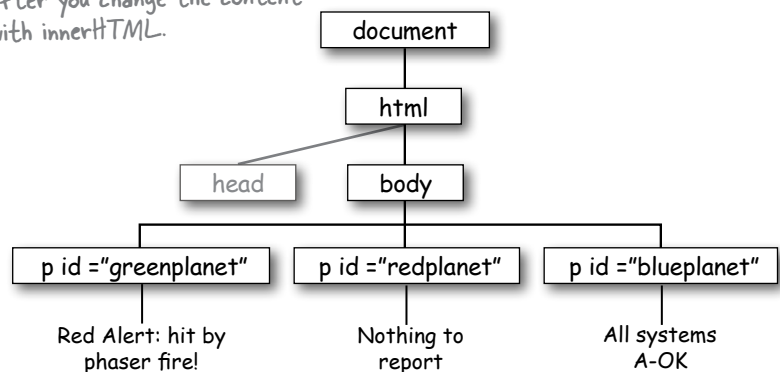 after you change the content
with innerHTML.
document
html
head
body
p id ="greenplanet"
p id ="redplanet"
p id ="blueplanet"
Red Alert: hit by
phaser fire!
Nothing to
report
All systems
A-OK